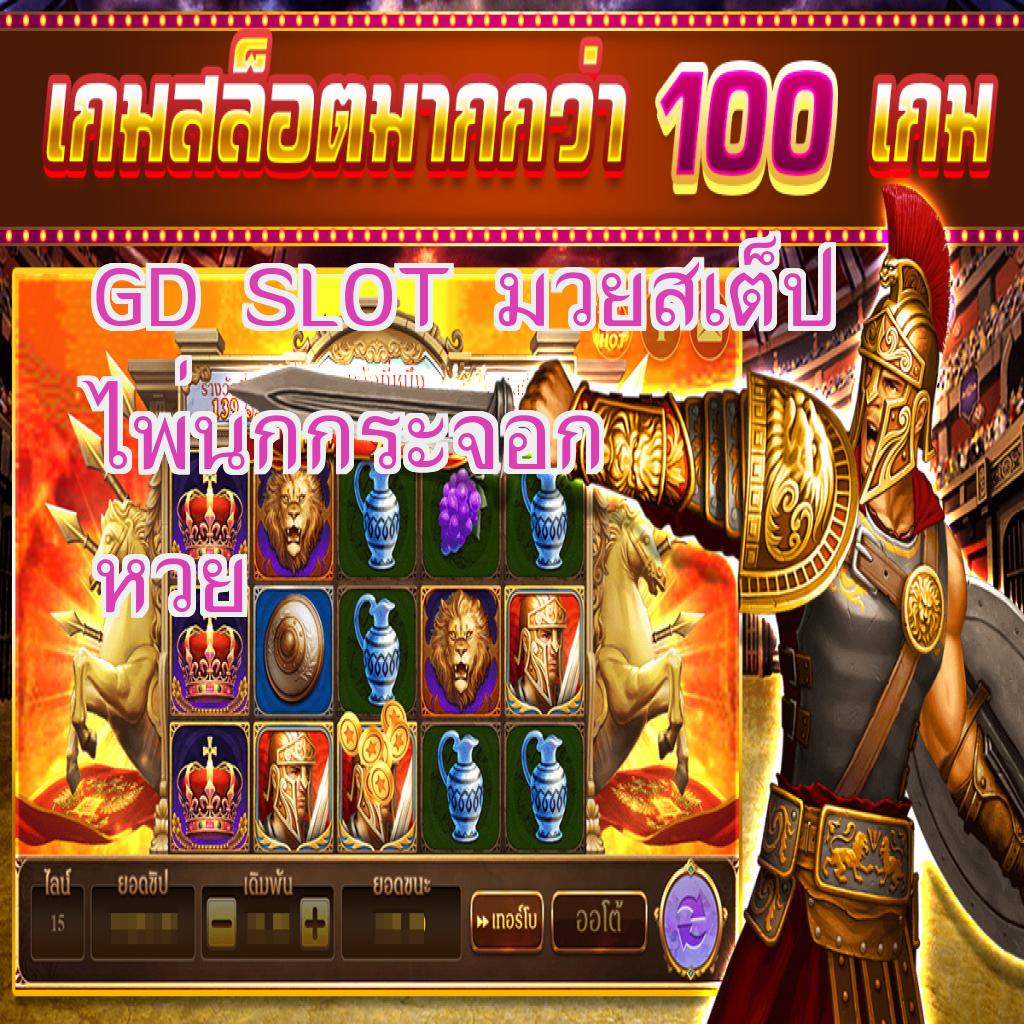 เกมสล็อตมากกว่า 100 เกม
GD SLOT มวยสเต็ป
HOT
ไพ่นกกระจอก
หวย
ไลน์
ยอดชิป
เดิมพัน
ยอดชนะ
15
เทอร์โบ
ออโต้